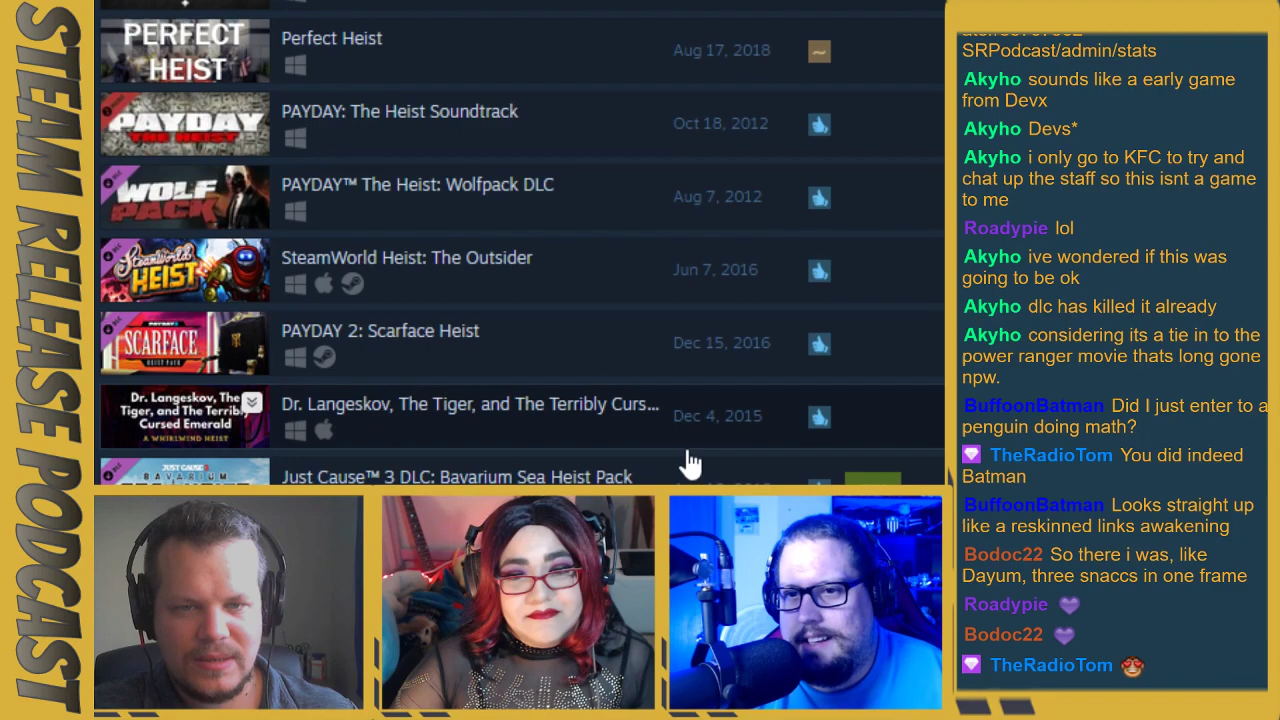 STEAM RELEASE PODCAST
PERFECT
HEIST
Perfect Heist
Aug 17, 2018
PAYDAY
THE HEIST
PAYDAY: The Heist Soundtrack
Oct 18, 2012
WOLF
PACK
PAYDAY™ The Heist: Wolfpack DLC
Aug 7, 2012
SteamWorld
HEIST
SteamWorld Heist: The Outsider
Jun 7, 2016
SCARFACE
HEIST PACK
PAYDAY 2: Scarface Heist
Dec 15, 2016
Dr. Langeskov, The
Tiger, and The Terribly
Cursed Emerald
A WHIRLWIND HEIST
Dr. Langeskov, The Tiger, and The Terribly Curs...
Dec 4, 2015
JUST CAUSE 3
BAVARIUM
Just Cause™ 3 DLC: Bavarium Sea Heist Pack
SRPodcast/admin/stats
Akyho sounds like a early game
from Devx
Akyho Devs*
Akyho i only go to KFC to try and
chat up the staff so this isnt a game
to me
Roadypie lol
Akyho ive wondered if this was
going to be ok
Akyho dlc has killed it already
Akyho considering its a tie in to the
power ranger movie thats long gone
npw.
BuffoonBatman Did I just enter to a
penguin doing math?
TheRadioTom You did indeed
Batman
BuffoonBatman Looks straight up
like a reskinned links awakening
Bodoc22 So there i was, like
Dayum, three snaccs in one frame
Roadypie
Bodoc22
TheRadioTom